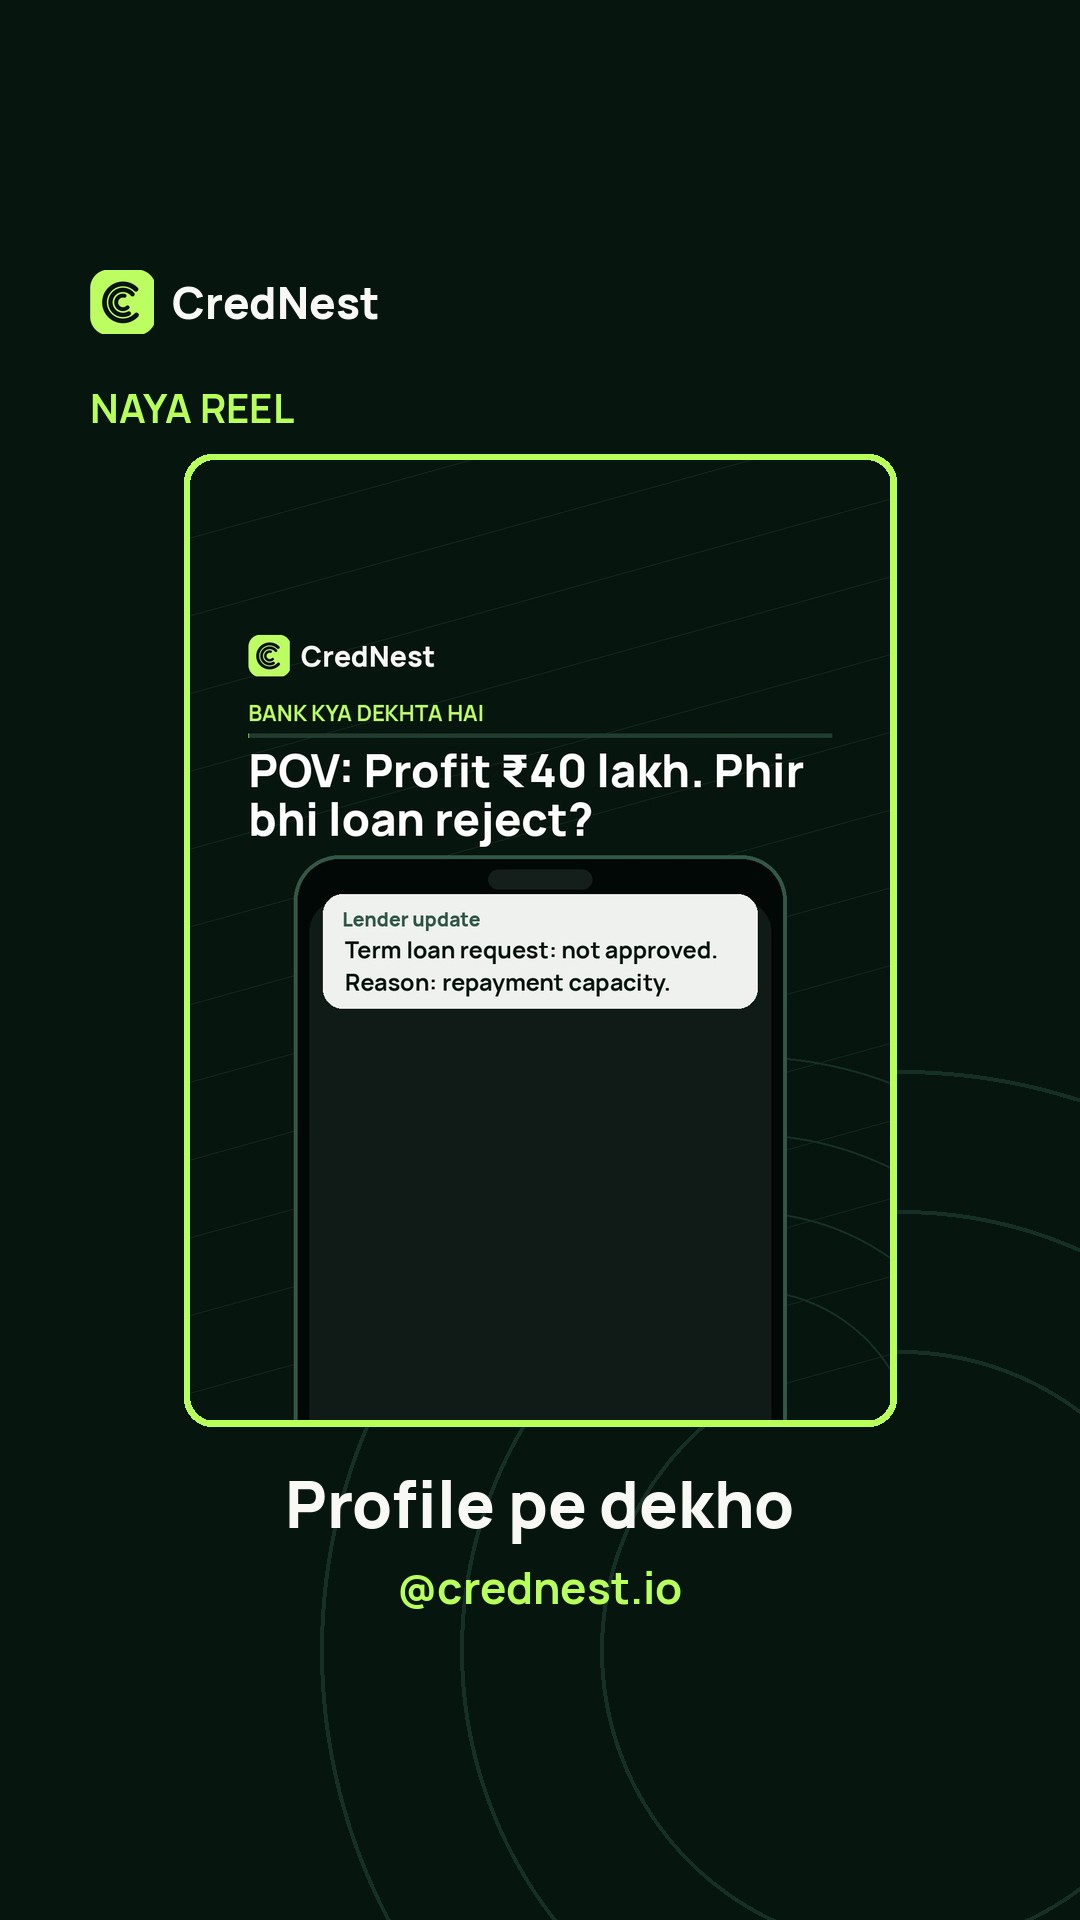 CredNest
NAYA REEL
CredNest
BANK KYA DEKHTA HAI
POV: Profit ₹40 lakh. Phir
bhi loan reject?
Lender update
Term loan request: not approved.
Reason: repayment capacity.
Profile pe dekho
@crednest.io